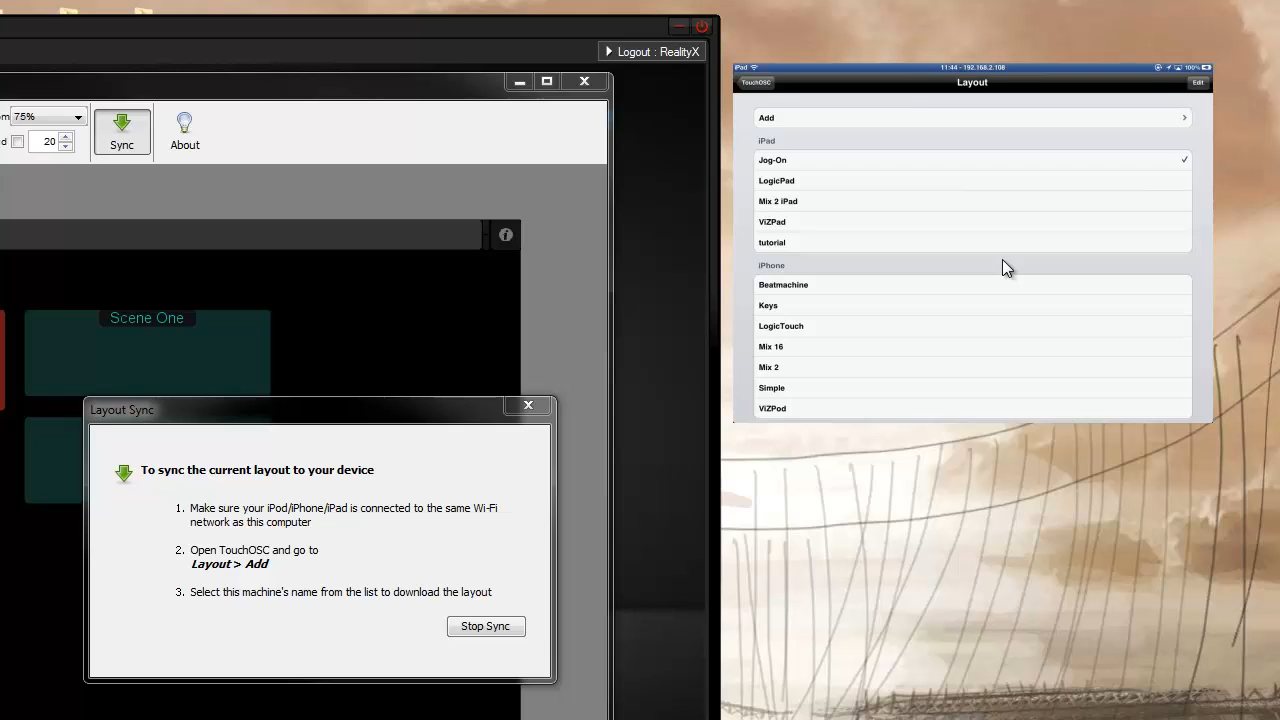 Logout : RealityX
m 75%
Sync
About
d
20
Scene One
Layout Sync
To sync the current layout to your device
1. Make sure your iPod/iPhone/iPad is connected to the same Wi-Fi
network as this computer
2. Open TouchOSC and go to
Layout > Add
3. Select this machine's name from the list to download the layout
Stop Sync
iPad
11:44 - 192.168.2.108
100%
TouchOSC
Layout
Edit
Add
iPad
Jog-On
LogicPad
Mix 2 iPad
ViZPad
tutorial
iPhone
Beatmachine
Keys
LogicTouch
Mix 16
Mix 2
Simple
ViZPod